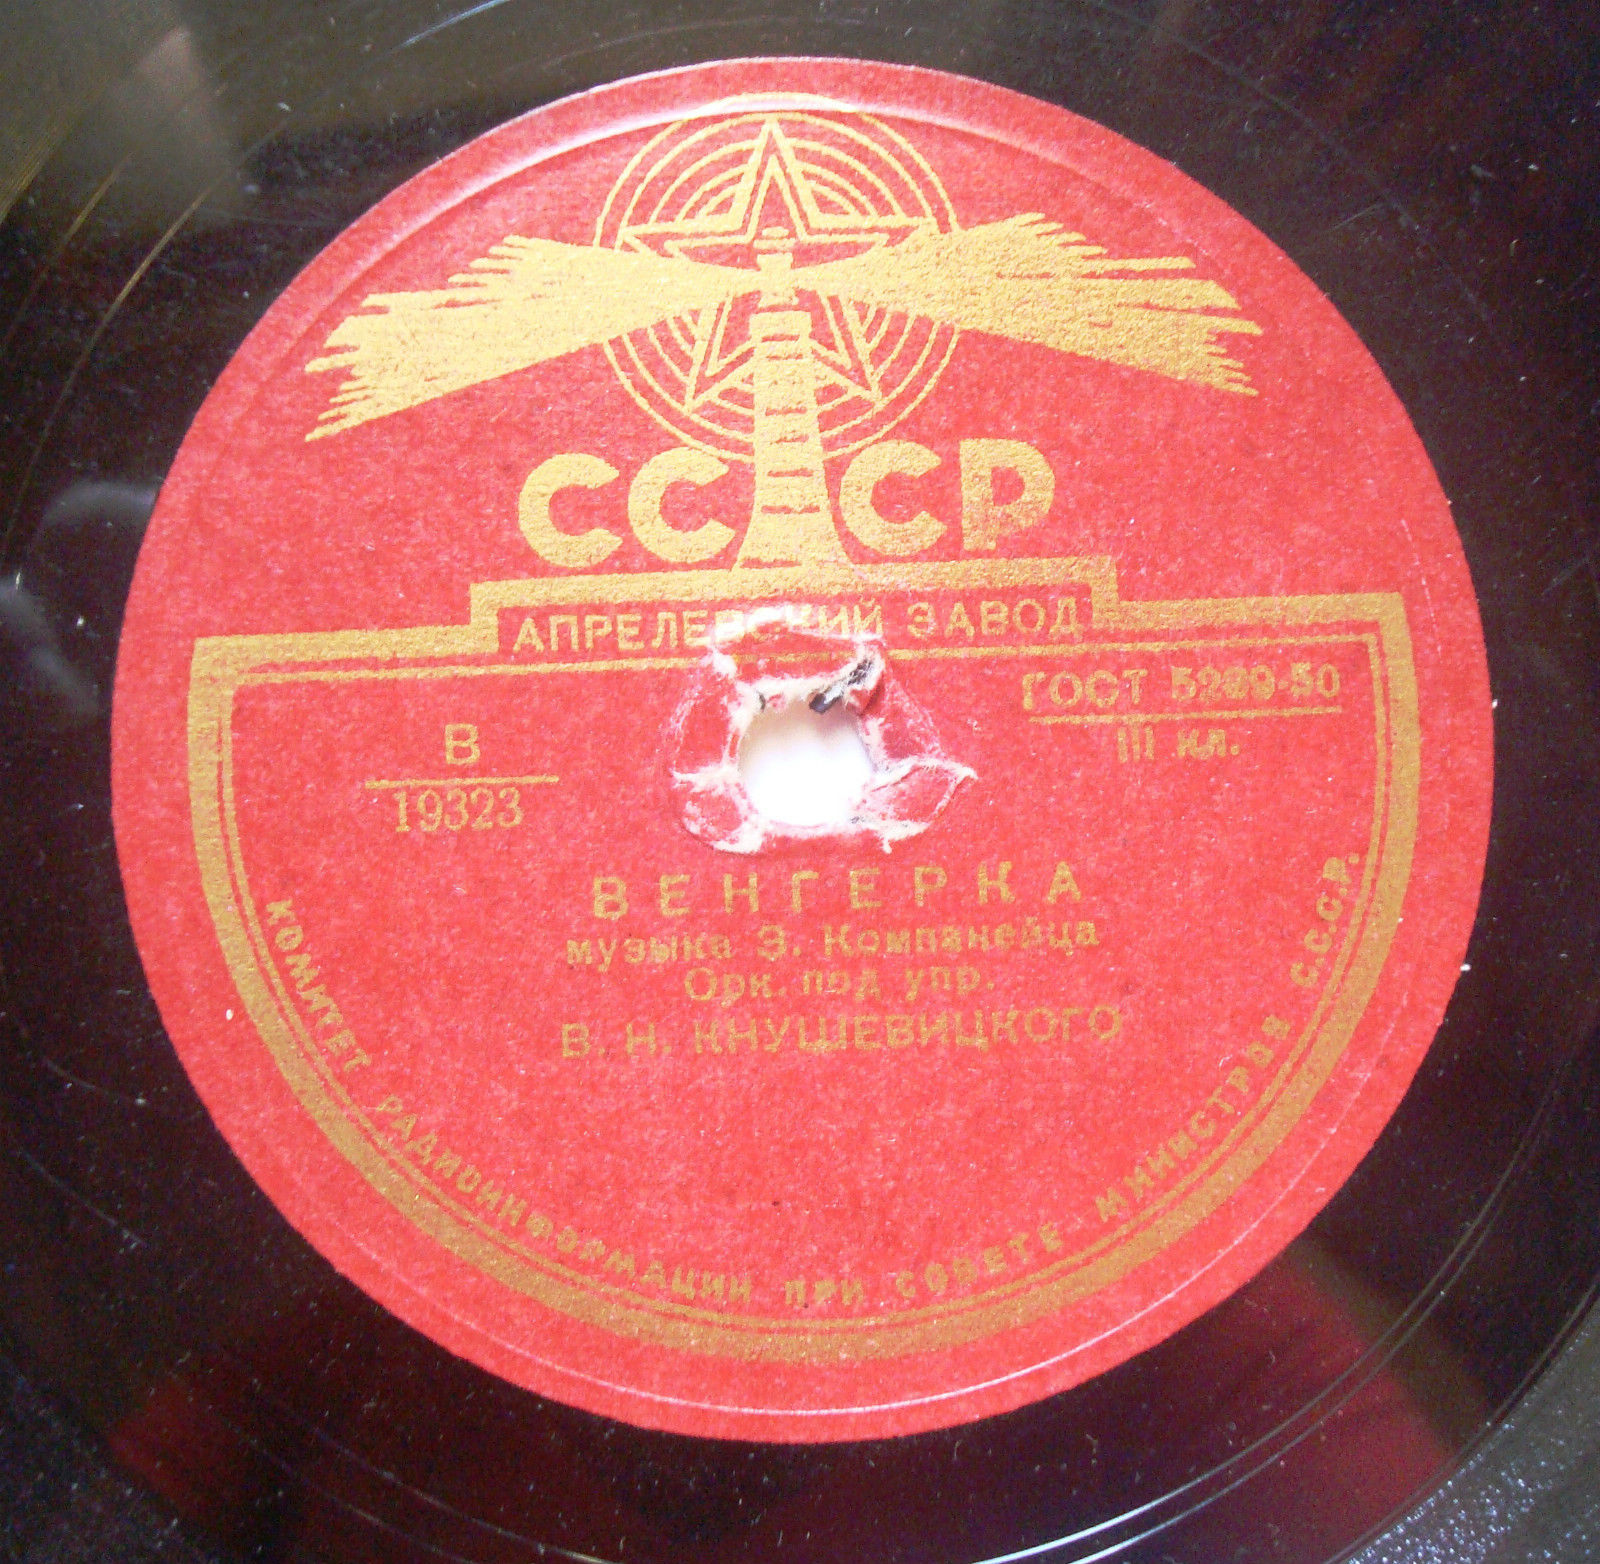 СССР
АПРЕЛЕВСКИЙ ЗАВОД
ГОСТ 5289-50
III кл.
В
19323
ВЕНГЕРКА
музыка З. Компанейца
Орк. под упр.
В. Н. КНУШЕВИЦКОГО
КОМИТЕТ РАДИОИНФОРМАЦИИ ПРИ СОВЕТЕ МИНИСТРОВ С.С.С.Р.